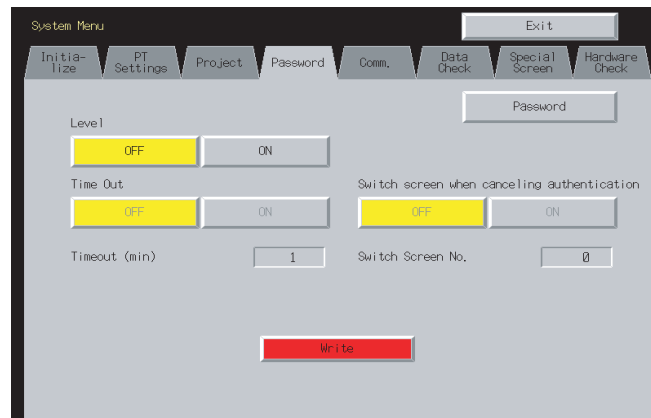 System Menu
Exit
Initia-
lize
PT
Settings
Project
Password
Comm.
Data
Check
Special
Screen
Hardware
Check
Password
Level
OFF
ON
Time Out
Switch screen when canceling authentication
OFF
ON
OFF
ON
Timeout (min)
1
Switch Screen No.
0
Write